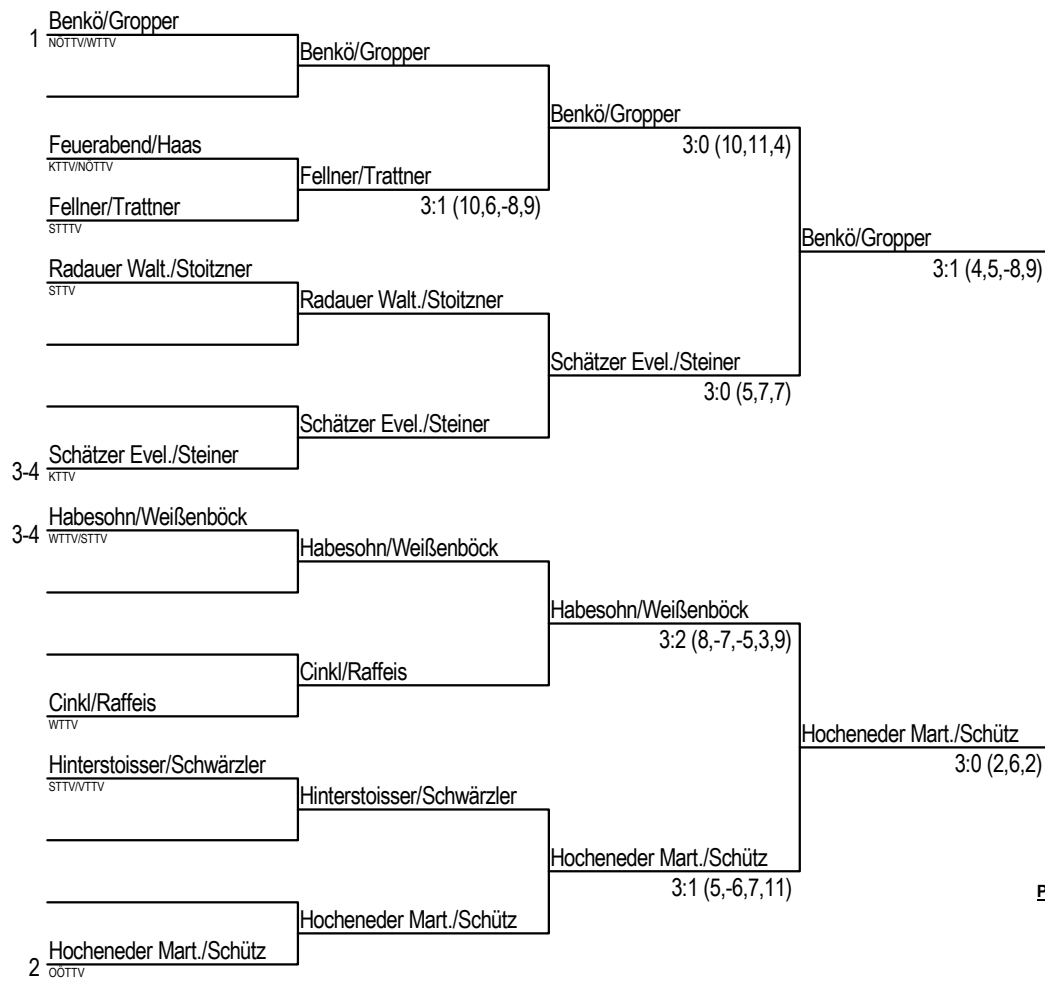 Benkö/Gropper
1
NÖTTV/WTTV
Benkö/Gropper
Benkö/Gropper
3:0 (10,11,4)
Feuerabend/Haas
KTTV/NÖTTV
Fellner/Trattner
3:1 (10,6,-8,9)
Fellner/Trattner
STTTV
Benkö/Gropper
3:1 (4,5,-8,9)
Radauer Walt./Stoitzner
STTV
Radauer Walt./Stoitzner
Schätzer Evel./Steiner
3:0 (5,7,7)
Schätzer Evel./Steiner
Schätzer Evel./Steiner
3-4
KTTV
Habesohn/Weißenböck
3-4
WTTV/STTV
Habesohn/Weißenböck
Habesohn/Weißenböck
3:2 (8,-7,-5,3,9)
Cinkl/Raffeis
Cinkl/Raffeis
WTTV
Hocheneder Mart./Schütz
3:0 (2,6,2)
Hinterstoisser/Schwärzler
STTV/VTTV
Hinterstoisser/Schwärzler
Hocheneder Mart./Schütz
3:1 (5,-6,7,11)
P
Hocheneder Mart./Schütz
Hocheneder Mart./Schütz
2
OÖTTV